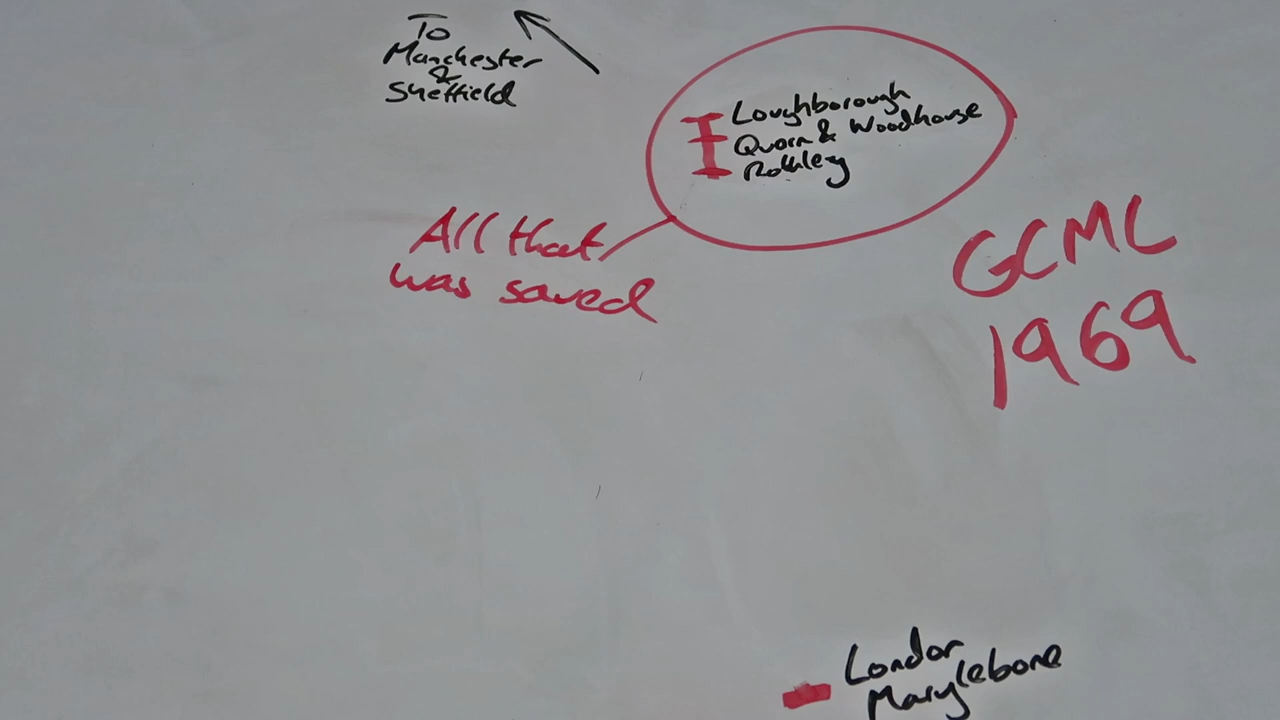 To
Manchester
&
Sheffield
Loughborough
Quorn & Woodhouse
Rothley
All that
was saved
GCML
1969
London
Marylebone